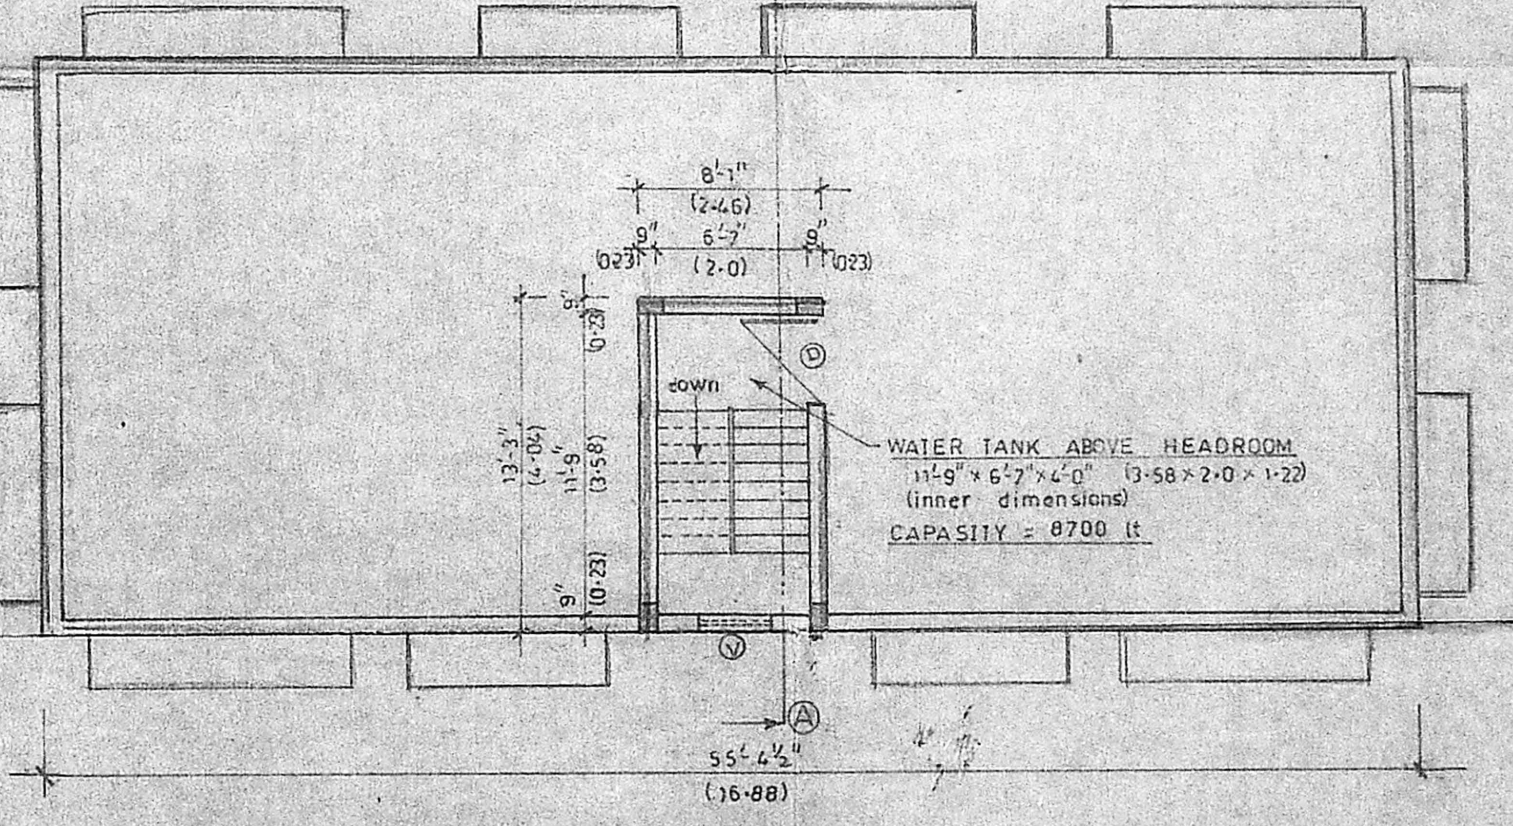 8'-1"
(2.46)
9" 6'-7" 9"
(0.23) (2.0) (0.23)
9"
(0.23)
down
D
13'-3"
(4.04)
11'-9"
(3.58)
WATER TANK ABOVE HEADROOM
11'-9" × 6'-7" × 4'-0" (3.58 × 2.0 × 1.22)
(inner dimensions)
CAPASITY = 8700 lt
9"
(0.23)
V
A
55'-4½"
(16.88)